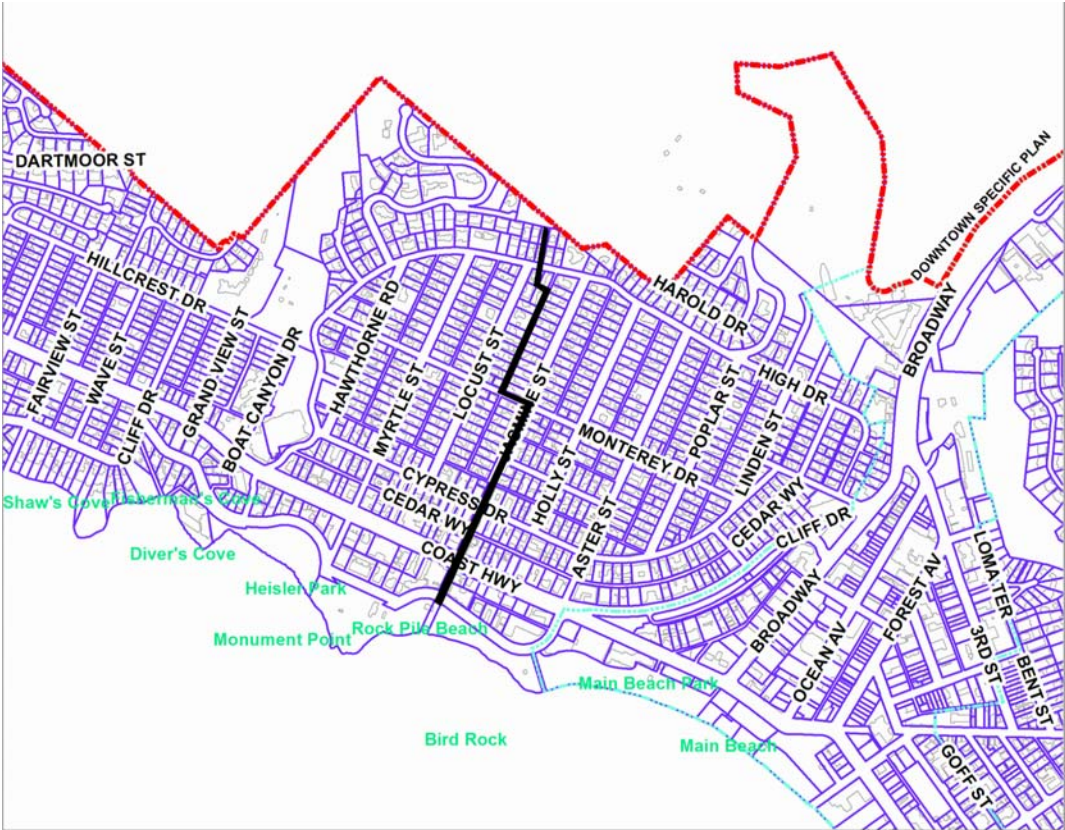 DARTMOOR ST
DOWNTOWN SPECIFIC PLAN
HILLCREST DR
HAROLD DR
BROADWAY
FAIRVIEW ST
WAVE ST
CLIFF DR
GRAND VIEW ST
BOAT CANYON DR
HAWTHORNE RD
MYRTLE ST
LOCUST ST
ST
HOLLY ST
MONTEREY DR
POPLAR ST
HIGH DR
LINDEN ST
CYPRESS DR
CEDAR WY
COAST HWY
ASTER ST
CEDAR WY
CLIFF DR
Shaw's Cove
Fisherman's Cove
Diver's Cove
Heisler Park
Monument Point
Rock Pile Beach
Bird Rock
Main Beach Park
Main Beach
BROADWAY
OCEAN AV
FOREST AV
LOMA TER
3RD ST
BENT ST
GOFF ST